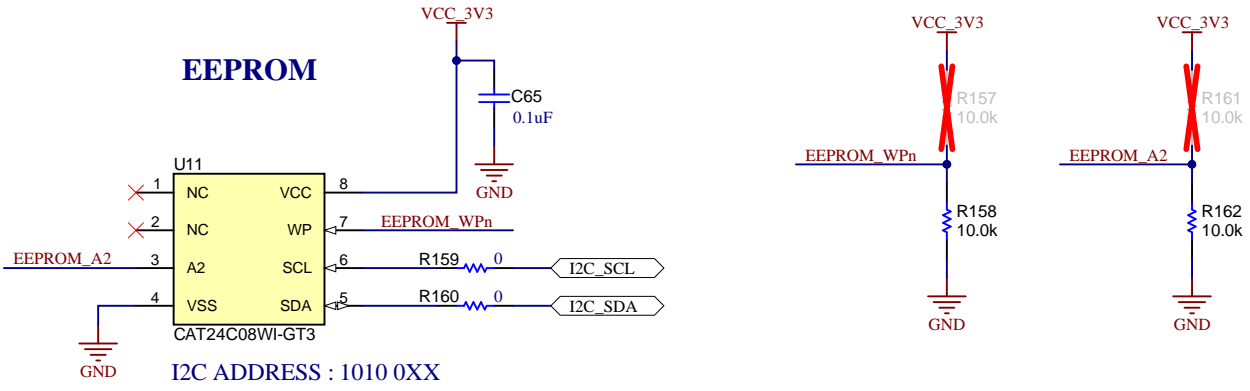 VCC_3V3
EEPROM
C65
0.1uF
GND
U11
1 NC VCC 8
2 NC WP 7 EEPROM_WPn
EEPROM_A2 3 A2 SCL 6 R159 0 I2C_SCL
4 VSS SDA 5 R160 0 I2C_SDA
CAT24C08WI-GT3
GND
I2C ADDRESS : 1010 0XX
VCC_3V3
R157
10.0k
EEPROM_WPn
R158
10.0k
GND
VCC_3V3
R161
10.0k
EEPROM_A2
R162
10.0k
GND